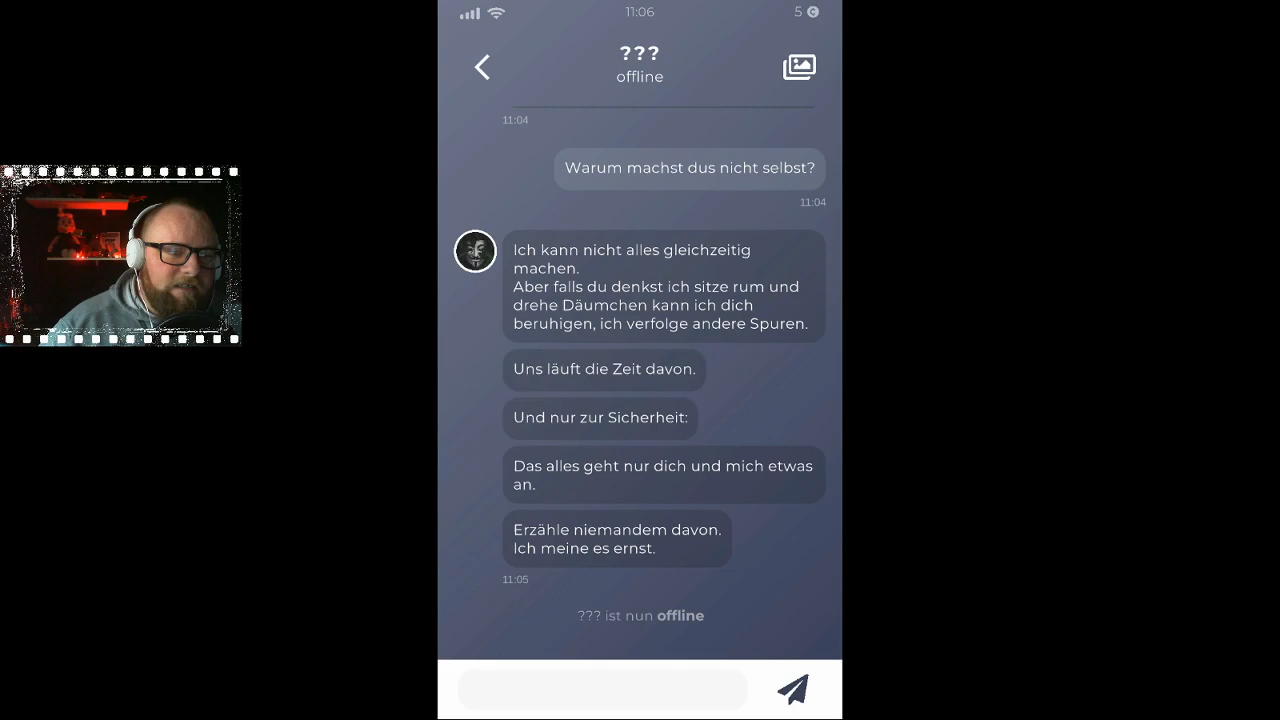 11:06
5
???
offline
11:04
Warum machst dus nicht selbst?
11:04
Ich kann nicht alles gleichzeitig
machen.
Aber falls du denkst ich sitze rum und
drehe Däumchen kann ich dich
beruhigen, ich verfolge andere Spuren.
Uns läuft die Zeit davon.
Und nur zur Sicherheit:
Das alles geht nur dich und mich etwas
an.
Erzähle niemandem davon.
Ich meine es ernst.
11:05
??? ist nun offline